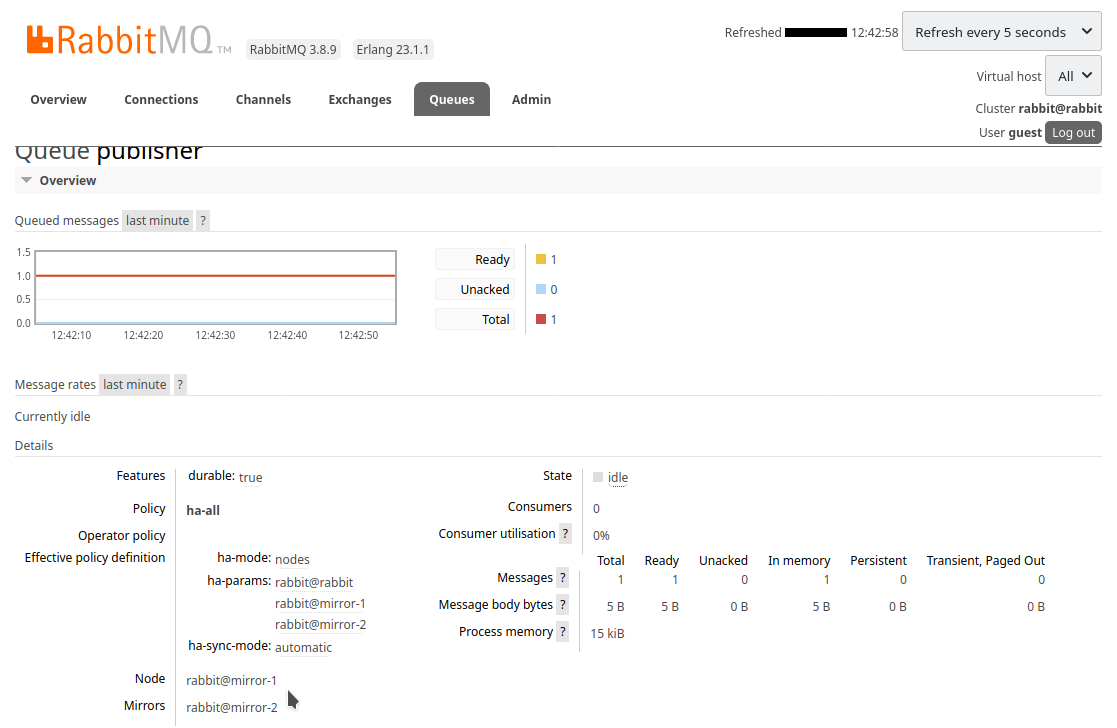 RabbitMQ TM RabbitMQ 3.8.9 Erlang 23.1.1
Refreshed 12:42:58 Refresh every 5 seconds
Virtual host All
Cluster rabbit@rabbit
User guest Log out
Overview Connections Channels Exchanges Queues Admin
Queue publisher
Overview
Queued messages last minute ?
1.5
1.0
0.5
0.0
12:42:10 12:42:20 12:42:30 12:42:40 12:42:50
Ready 1
Unacked 0
Total 1
Message rates last minute ?
Currently idle
Details
Features durable: true
Policy ha-all
Operator policy
Effective policy definition ha-mode: nodes
ha-params: rabbit@rabbit
rabbit@mirror-1
rabbit@mirror-2
ha-sync-mode: automatic
Node rabbit@mirror-1
Mirrors rabbit@mirror-2
State idle
Consumers 0
Consumer utilisation ? 0%
Total Ready Unacked In memory Persistent Transient, Paged Out
Messages ? 1 1 0 1 0 0
Message body bytes ? 5 B 5 B 0 B 5 B 0 B 0 B
Process memory ? 15 kiB